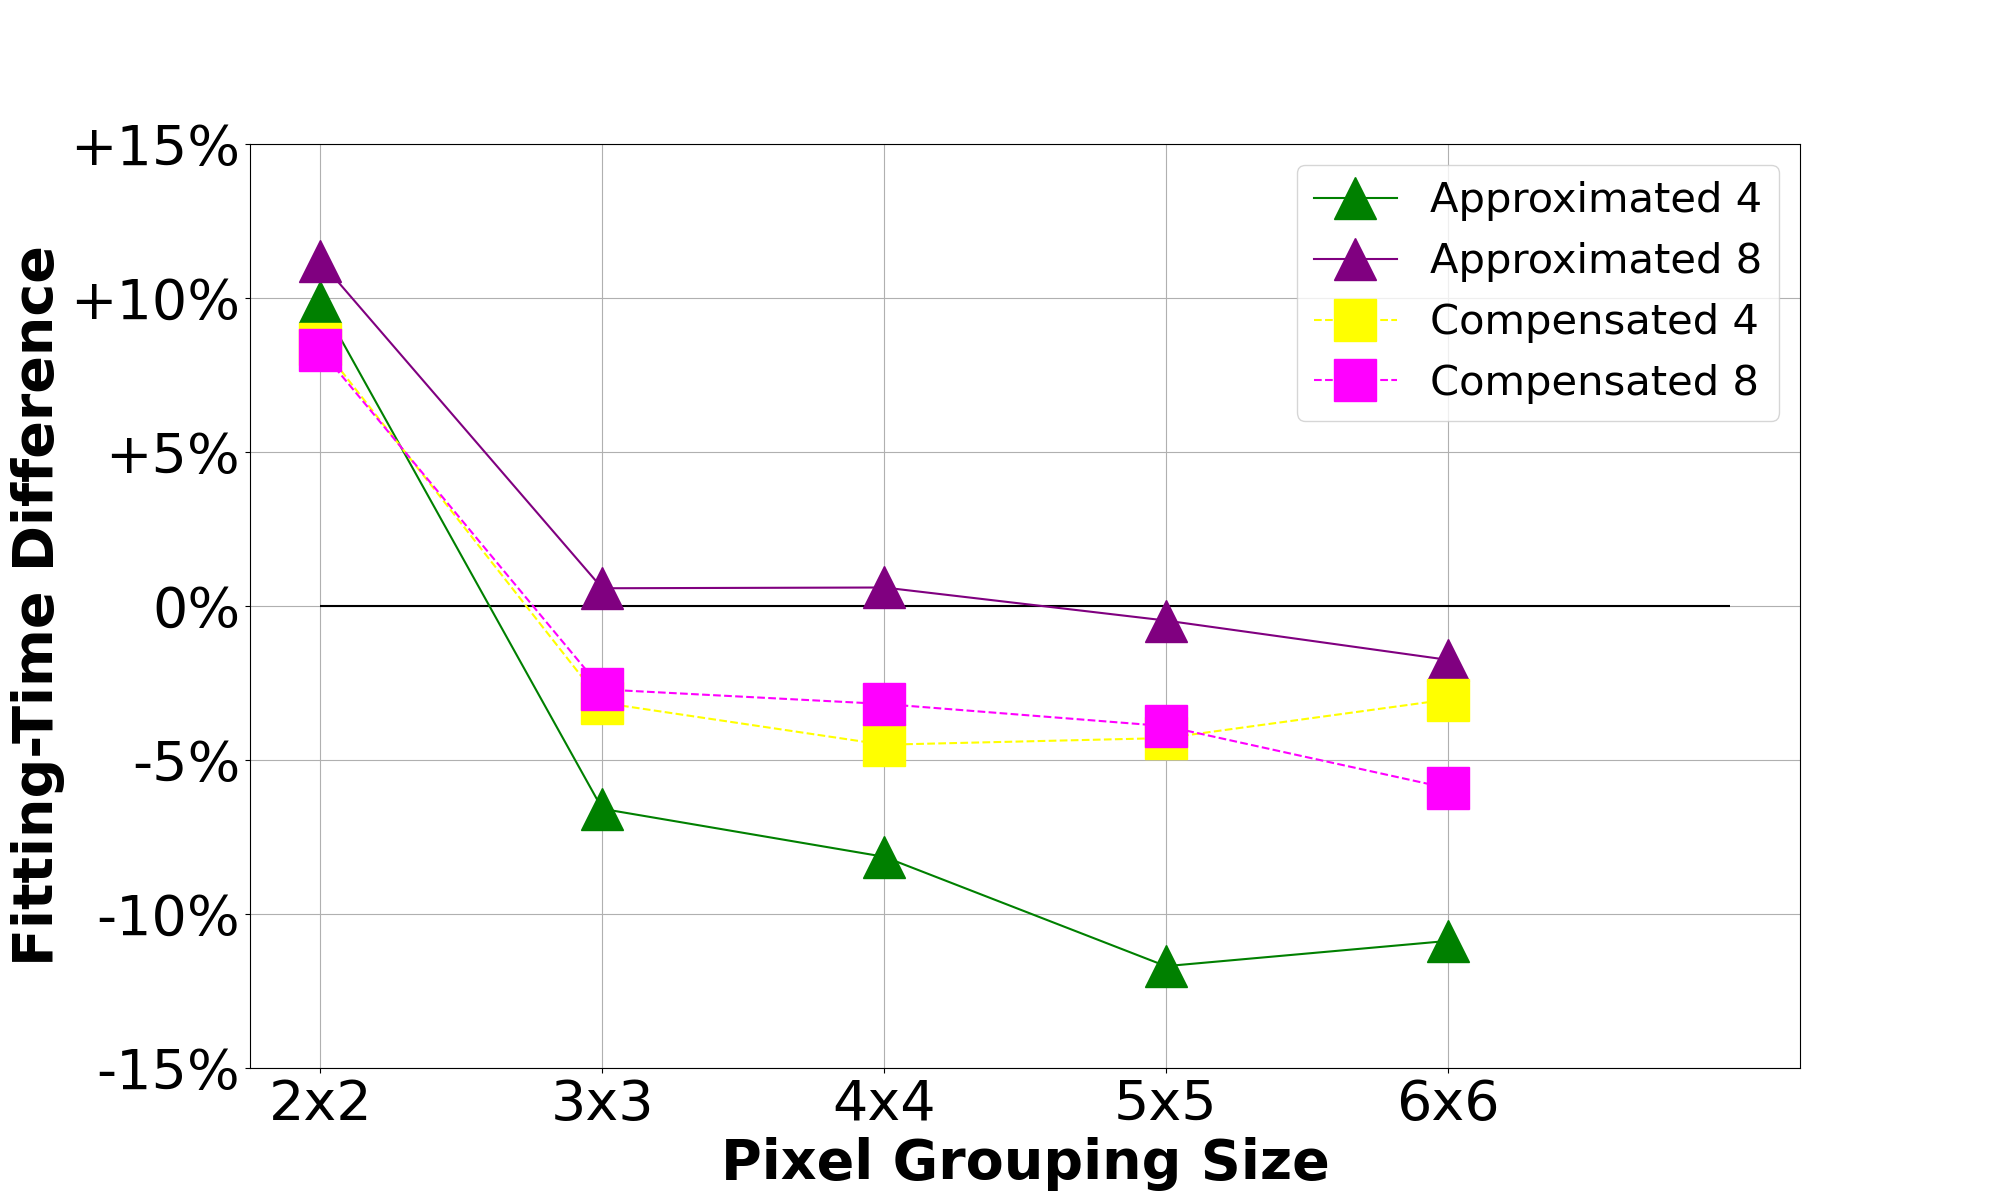 +15%
+10%
+5%
0%
-5%
-10%
-15%
Fitting-Time Difference
Approximated 4
Approximated 8
Compensated 4
Compensated 8
2x2
3x3
4x4
5x5
6x6
Pixel Grouping Size